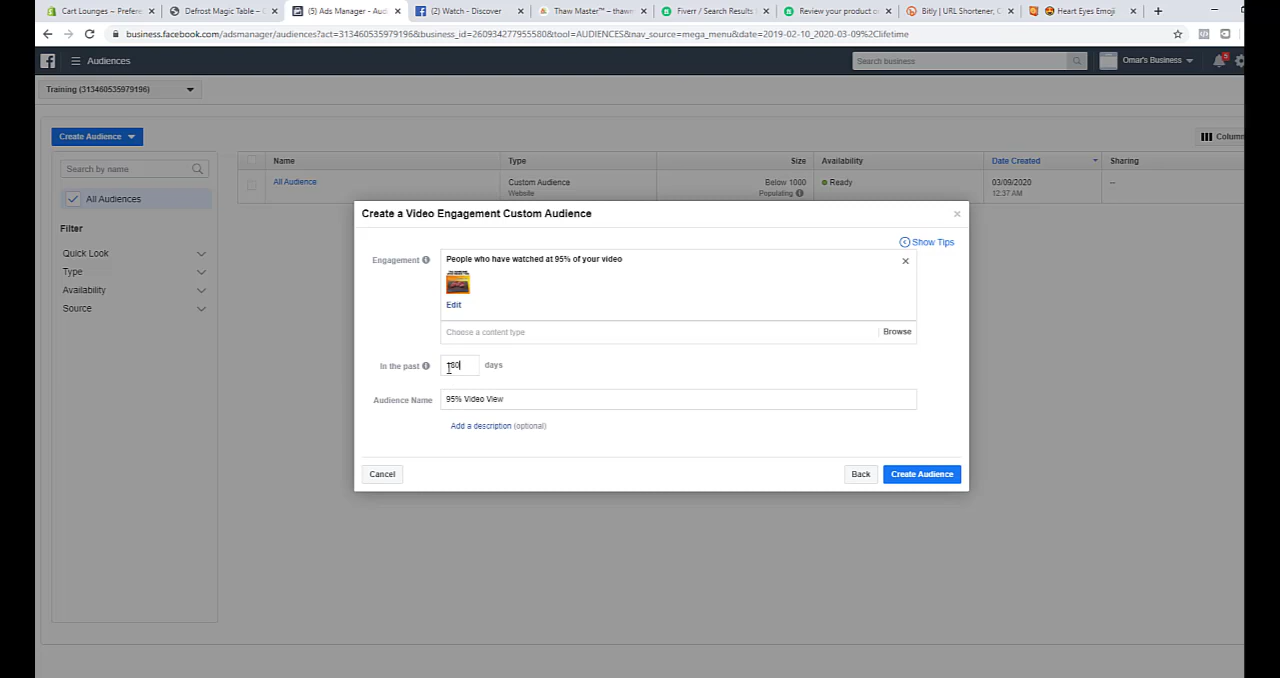 Cart Lounges ~ Prefere
Defrost Magic Table – C
(5) Ads Manager - Aud
(2) Watch - Discover
Thaw Master™ – thawn
Fiverr / Search Results
Review your product o
Bitly | URL Shortener, C
Heart Eyes Emoji
business.facebook.com/adsmanager/audiences?act=313460535979196&business_id=260934277955580&tool=AUDIENCES&nav_source=mega_menu&date=2019-02-10_2020-03-09%2Clifetime
Audiences
Search business
Omar's Business
5
Training (313460535979196)
Create Audience
Column
Search by name
Name
Type
Size
Availability
Date Created
Sharing
All Audience
Custom Audience
Website
Below 1000
Populating
Ready
03/09/2020
12:37 AM
--
All Audiences
Filter
Quick Look
Type
Availability
Source
Create a Video Engagement Custom Audience
Show Tips
Engagement
People who have watched at 95% of your video
Edit
Choose a content type
Browse
In the past
days
Audience Name
95% Video View
Add a description (optional)
Cancel
Back
Create Audience